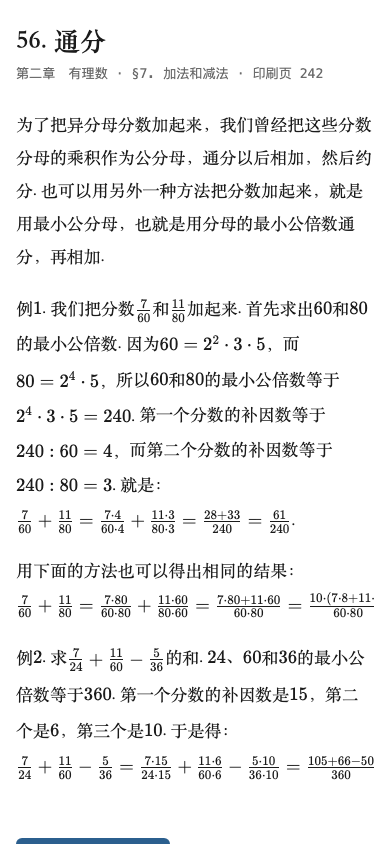 56. 通分
第二章 有理数 · §7. 加法和减法 · 印刷页 242
为了把异分母分数加起来，我们曾经把这些分数
分母的乘积作为公分母，通分以后相加，然后约
分. 也可以用另外一种方法把分数加起来，就是
用最小公分母，也就是用分母的最小公倍数通
分，再相加.
例1. 我们把分数 7/60 和 11/80 加起来. 首先求出60和80
的最小公倍数. 因为60 = 2² · 3 · 5，而
80 = 2⁴ · 5，所以60和80的最小公倍数等于
2⁴ · 3 · 5 = 240. 第一个分数的补因数等于
240 : 60 = 4，而第二个分数的补因数等于
240 : 80 = 3. 就是：
7/60 + 11/80 = 7·4/60·4 + 11·3/80·3 = 28+33/240 = 61/240.
用下面的方法也可以得出相同的结果：
7/60 + 11/80 = 7·80/60·80 + 11·60/80·60 = 7·80+11·60/60·80 = 10·(7·8+11·/60·80
例2. 求 7/24 + 11/60 − 5/36 的和. 24、60和36的最小公
倍数等于360. 第一个分数的补因数是15，第二
个是6，第三个是10. 于是得：
7/24 + 11/60 − 5/36 = 7·15/24·15 + 11·6/60·6 − 5·10/36·10 = 105+66−50/360